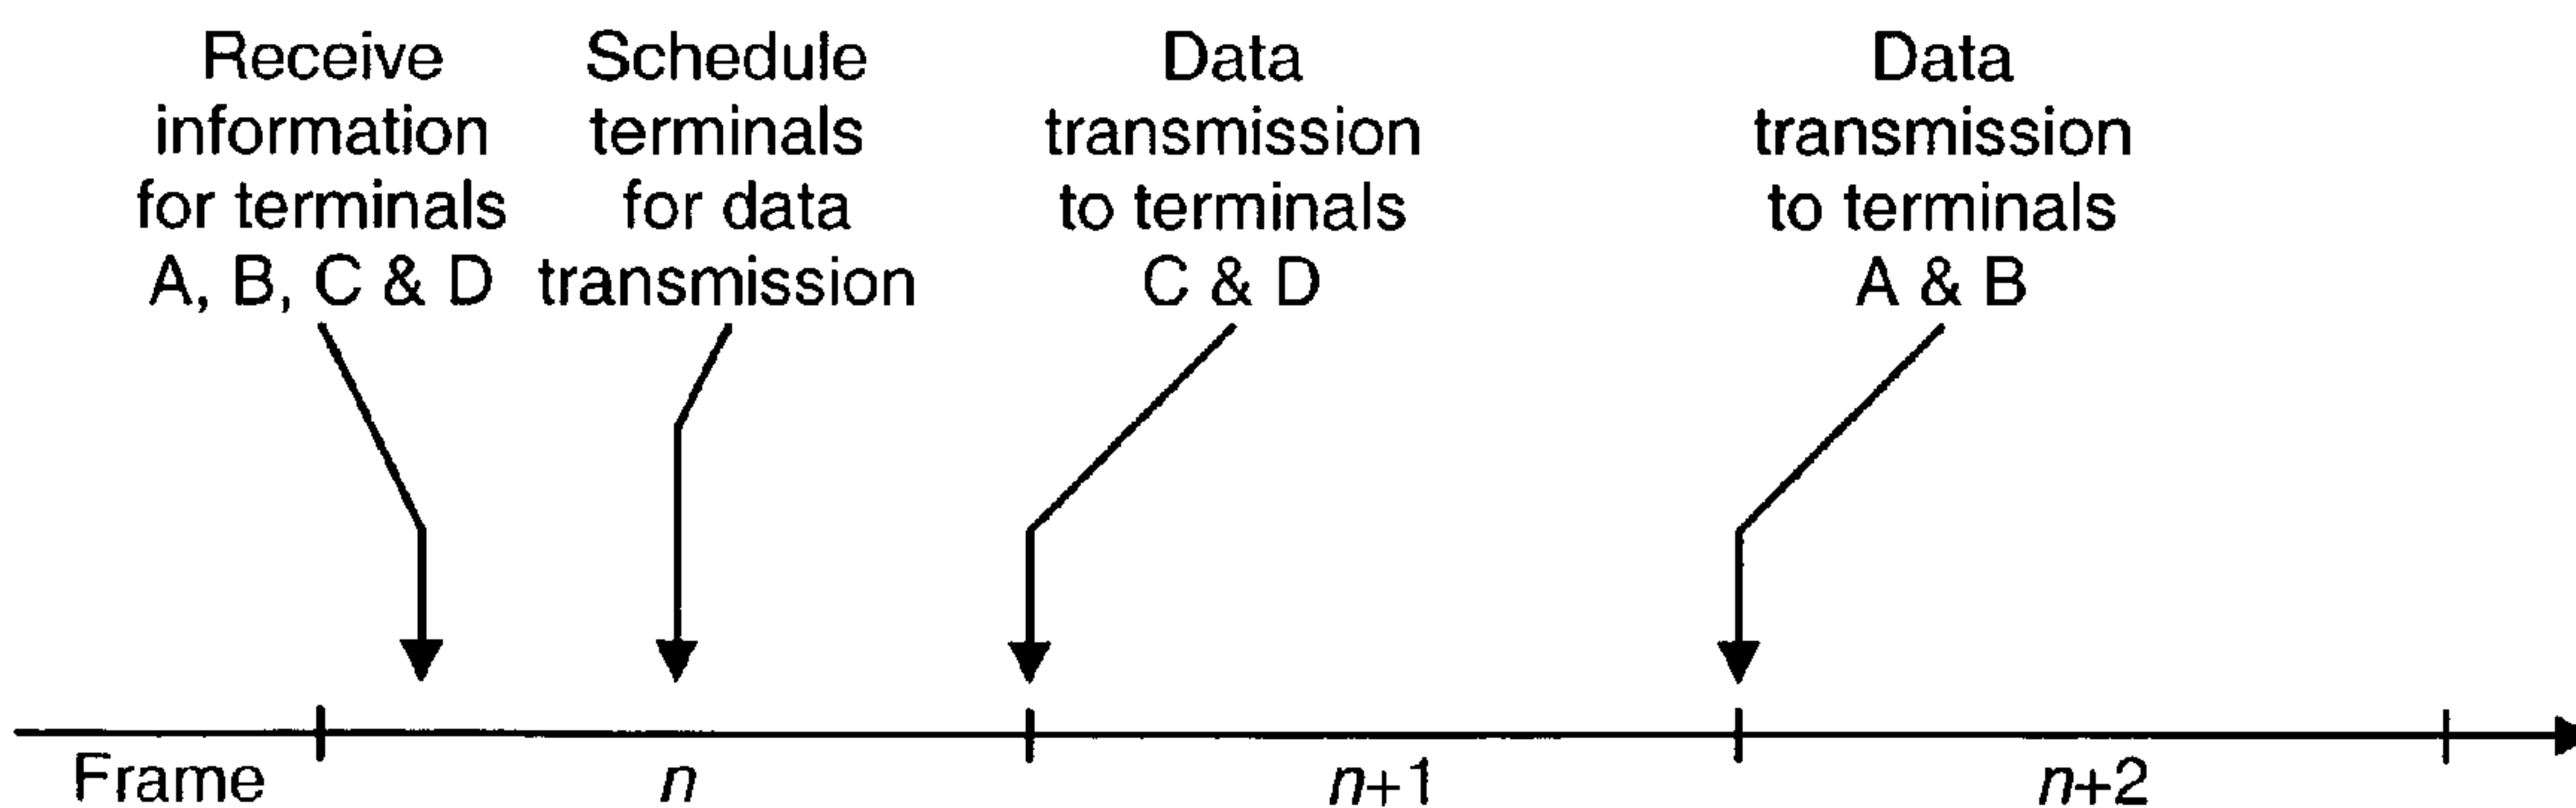 Receive
information
for terminals
A, B, C & D
Schedule
terminals
for data
transmission
Data
transmission
to terminals
C & D
Data
transmission
to terminals
A & B
Frame
n
n+1
n+2